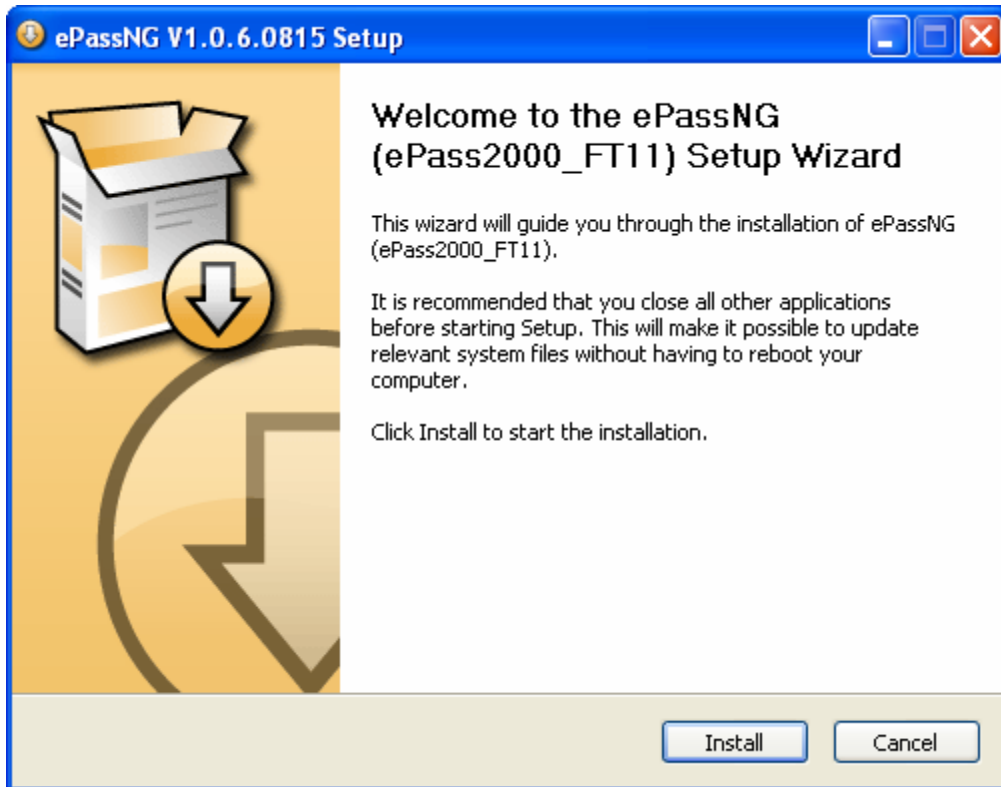 ePassNG V1.0.6.0815 Setup
Welcome to the ePassNG
(ePass2000_FT11) Setup Wizard
This wizard will guide you through the installation of ePassNG
(ePass2000_FT11).
It is recommended that you close all other applications
before starting Setup. This will make it possible to update
relevant system files without having to reboot your
computer.
Click Install to start the installation.
Install
Cancel